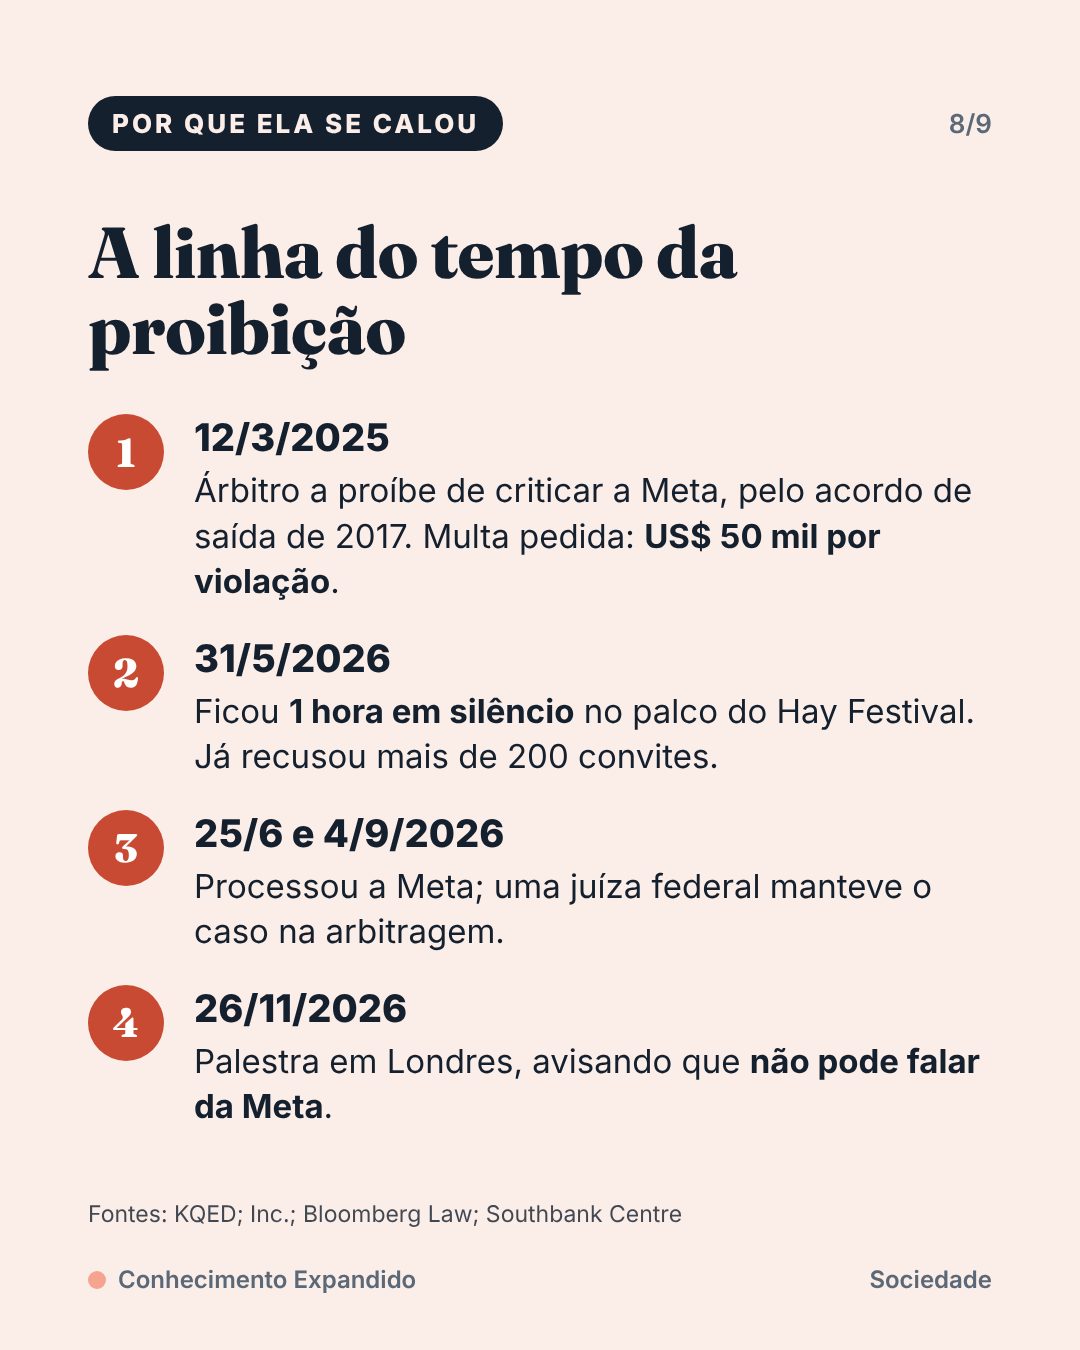 POR QUE ELA SE CALOU
8/9
A linha do tempo da
proibição
1
12/3/2025
Árbitro a proíbe de criticar a Meta, pelo acordo de
saída de 2017. Multa pedida: US$ 50 mil por
violação.
2
31/5/2026
Ficou 1 hora em silêncio no palco do Hay Festival.
Já recusou mais de 200 convites.
3
25/6 e 4/9/2026
Processou a Meta; uma juíza federal manteve o
caso na arbitragem.
4
26/11/2026
Palestra em Londres, avisando que não pode falar
da Meta.
Fontes: KQED; Inc.; Bloomberg Law; Southbank Centre
Conhecimento Expandido
Sociedade